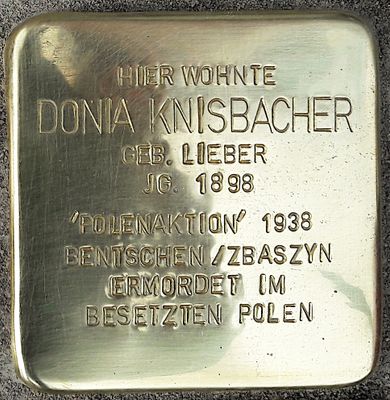 HIER WOHNTE
DONIA KNISBACHER
GEB. LIEBER
JG. 1898
'POLENAKTION' 1938
BENTSCHEN/ZBASZYN
ERMORDET IM
BESETZTEN POLEN